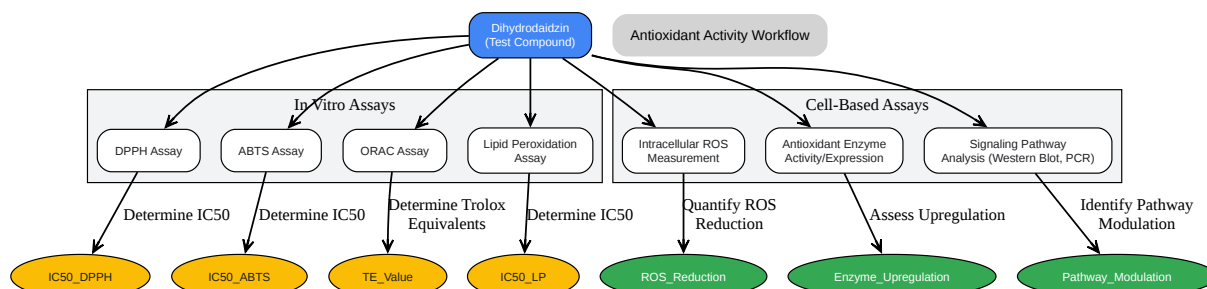 Dihydrodaidzin
(Test Compound)
Antioxidant Activity Workflow
In Vitro Assays
Cell-Based Assays
DPPH Assay
ABTS Assay
ORAC Assay
Lipid Peroxidation
Assay
Intracellular ROS
Measurement
Antioxidant Enzyme
Activity/Expression
Signaling Pathway
Analysis (Western Blot, PCR)
Determine IC50
Determine IC50
Determine Trolox
Equivalents
Determine IC50
Quantify ROS
Reduction
Assess Upregulation
Identify Pathway
Modulation
IC50_DPPH
IC50_ABTS
TE_Value
IC50_LP
ROS_Reduction
Enzyme_Upregulation
Pathway_Modulation